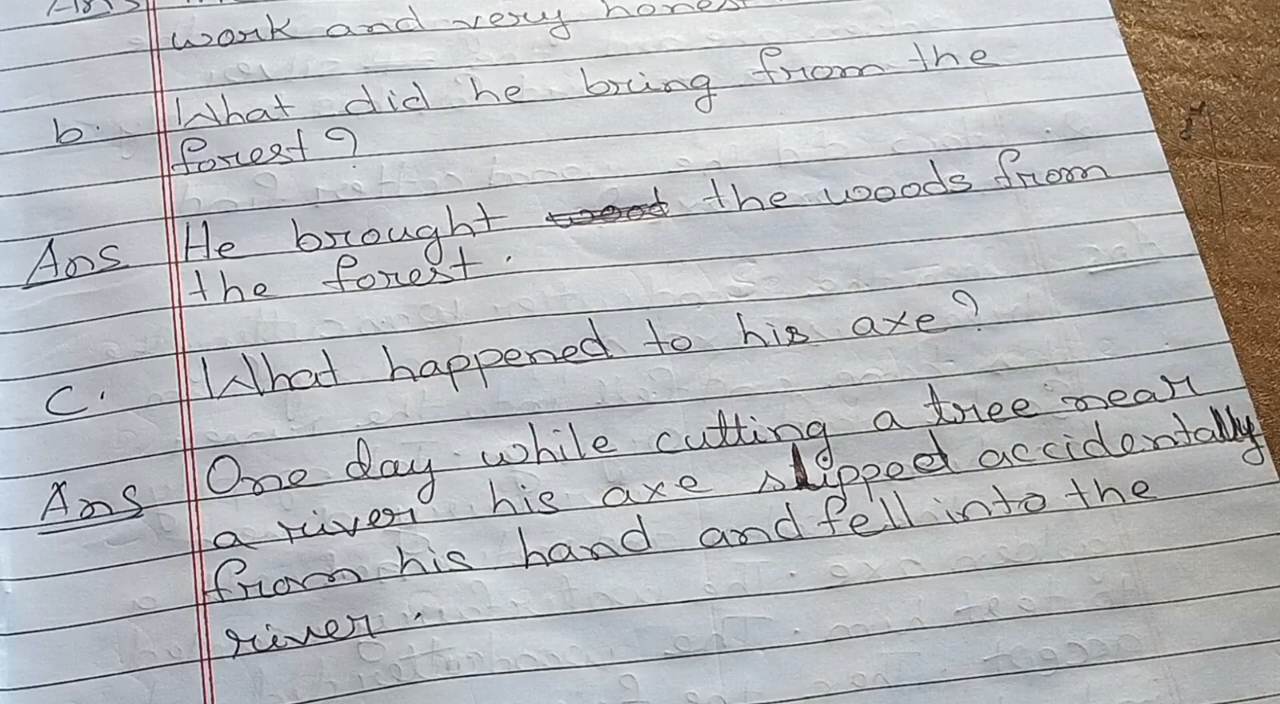 Ans
work and very honest
b. What did he bring from the
forest?
Ans He brought the woods from
the forest.
c. What happened to his axe?
Ans One day while cutting a tree near
a river his axe slipped accidentally
from his hand and fell into the
river.